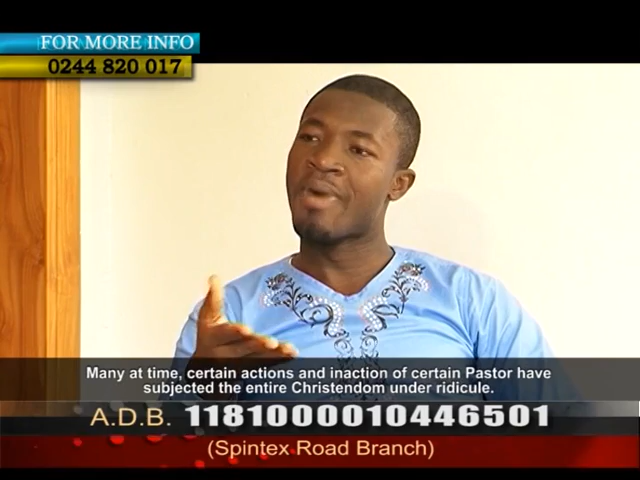 FOR MORE INFO
0244 820 017
Many at time, certain actions and inaction of certain Pastor have
subjected the entire Christendom under ridicule.
A.D.B. 11810000010446501
(Spintex Road Branch)